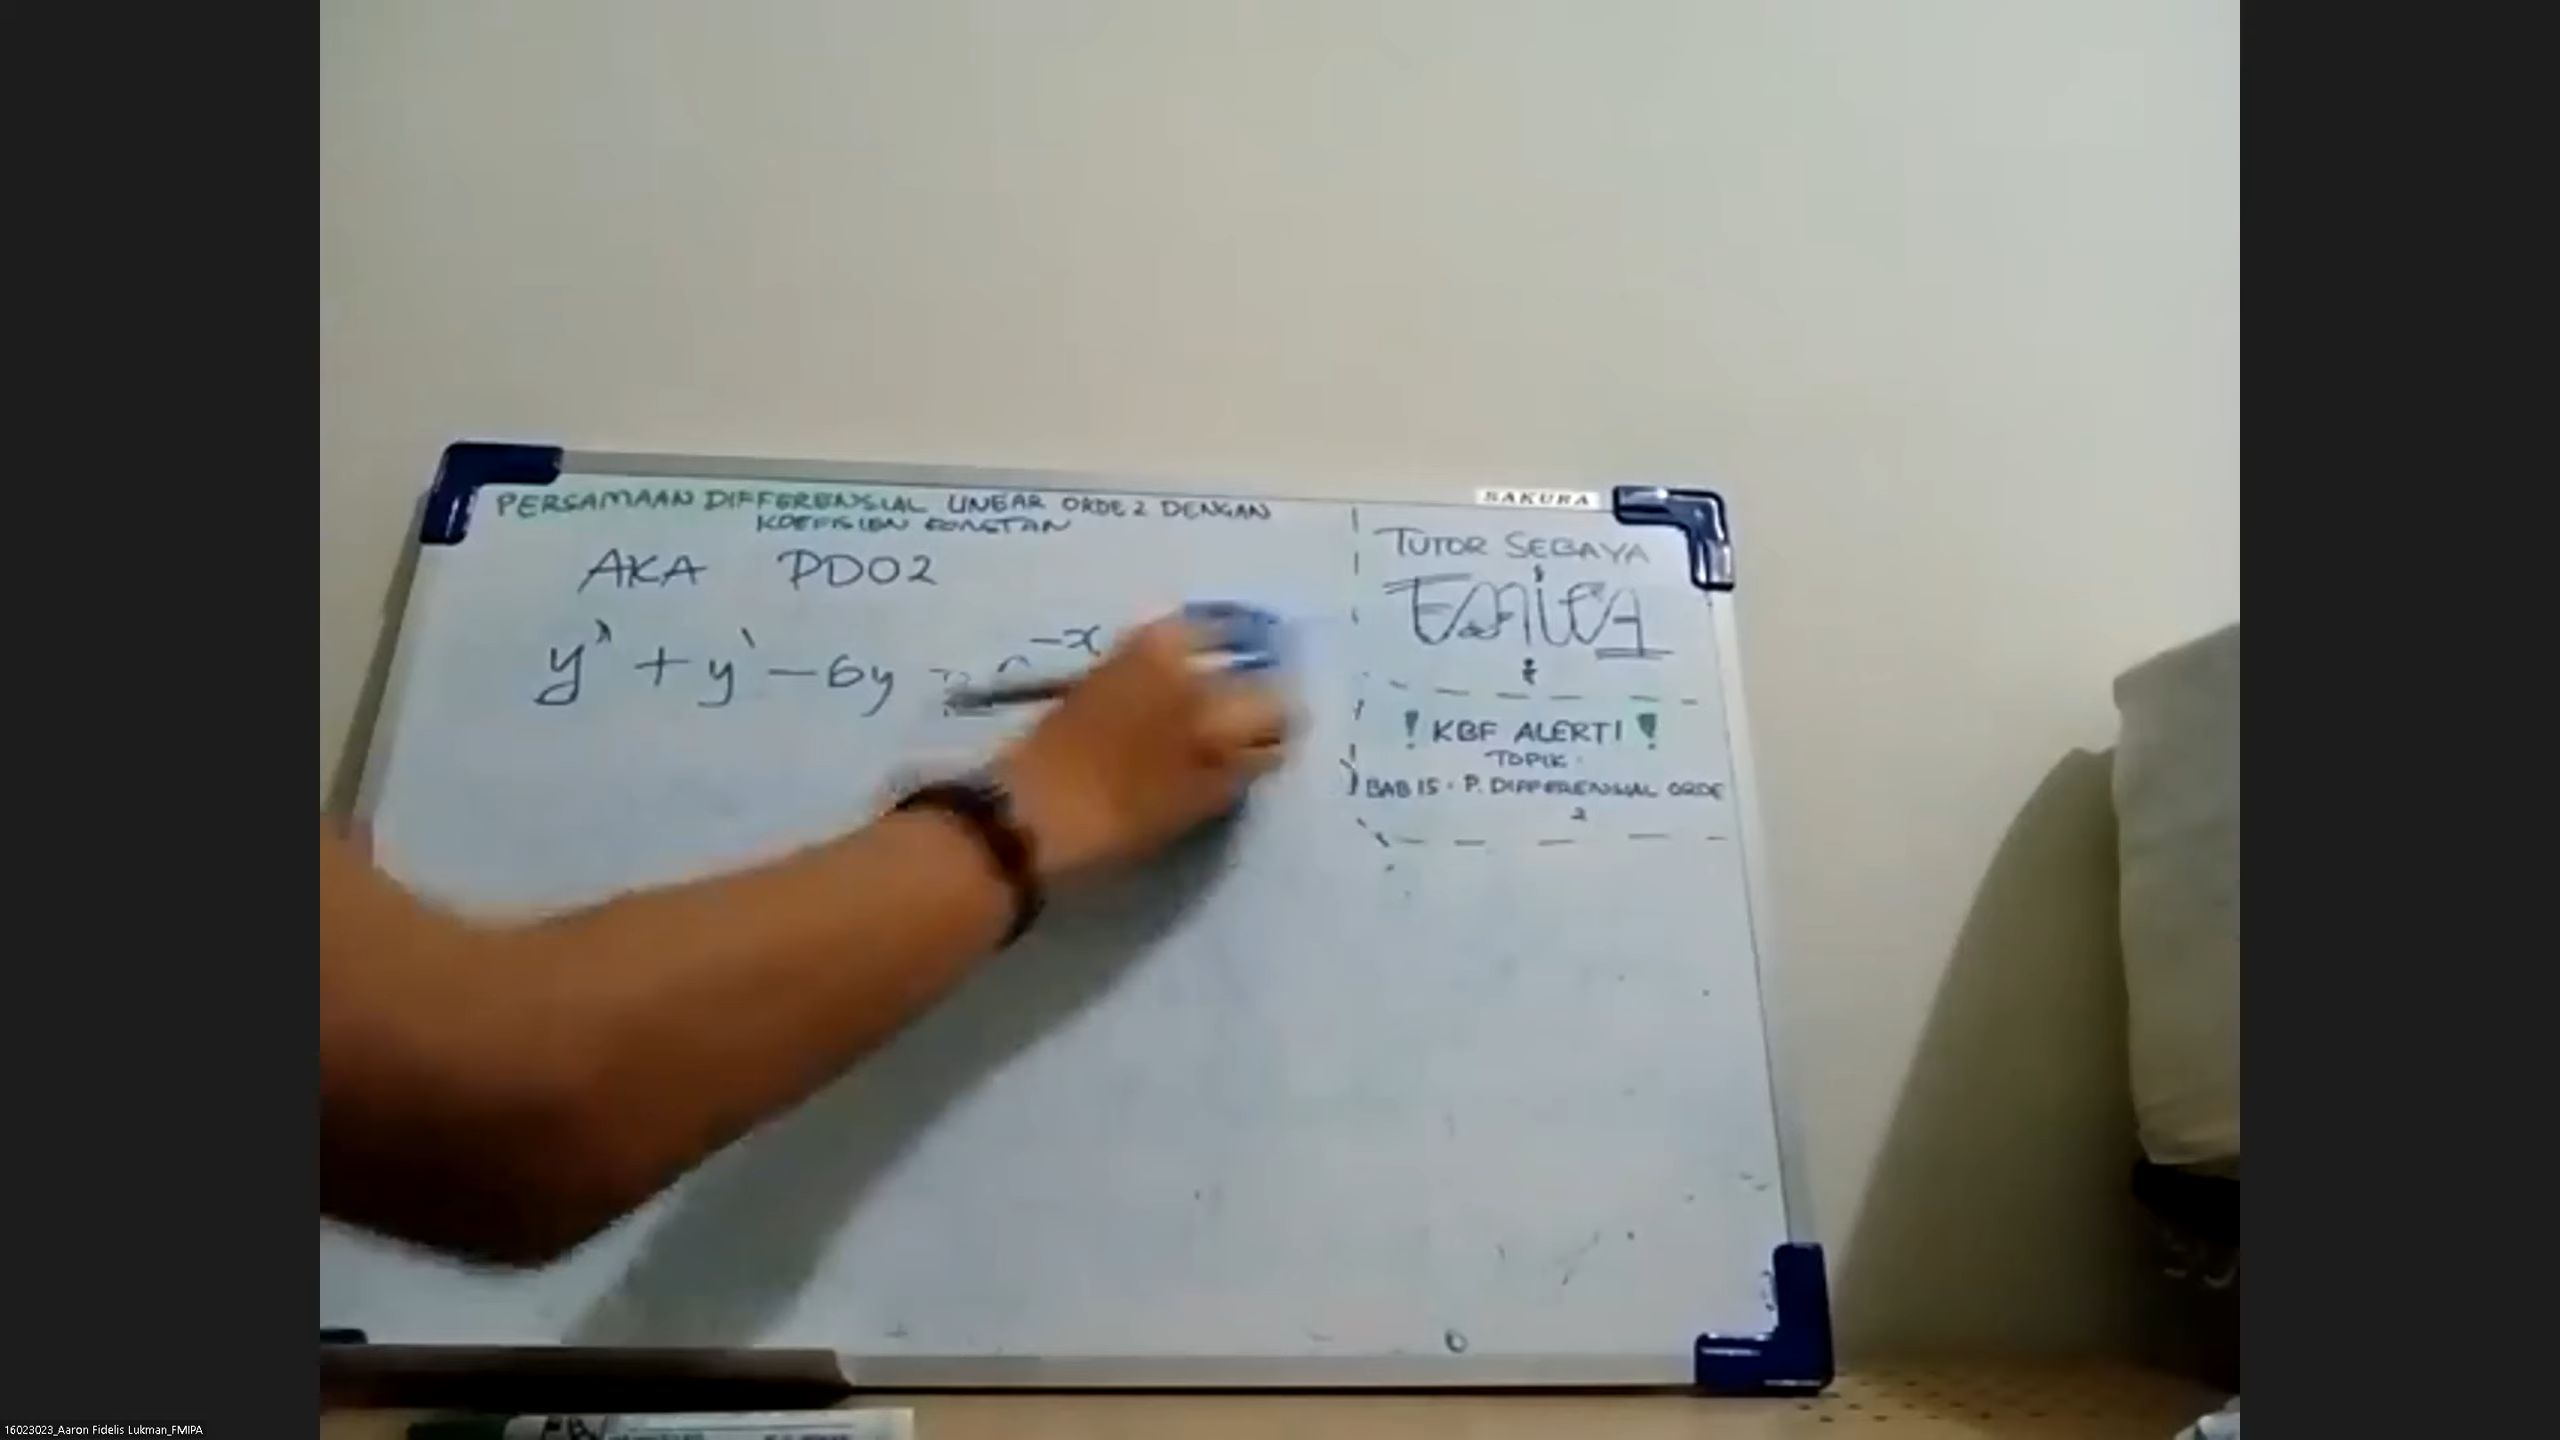 PERSAMAAN DIFFERENSIAL LINEAR ORDE 2 DENGAN
KOEFISIEN KONSTAN
AKA PDO2
y" + y' - 6y = e^-x
SAKURA
TUTOR SEBAYA
! KBF ALERT! !
TOPIK:
BAB 15. P. DIFFERENSIAL ORDE
2
16023023_Aaron Fidelis Lukman_FMIPA